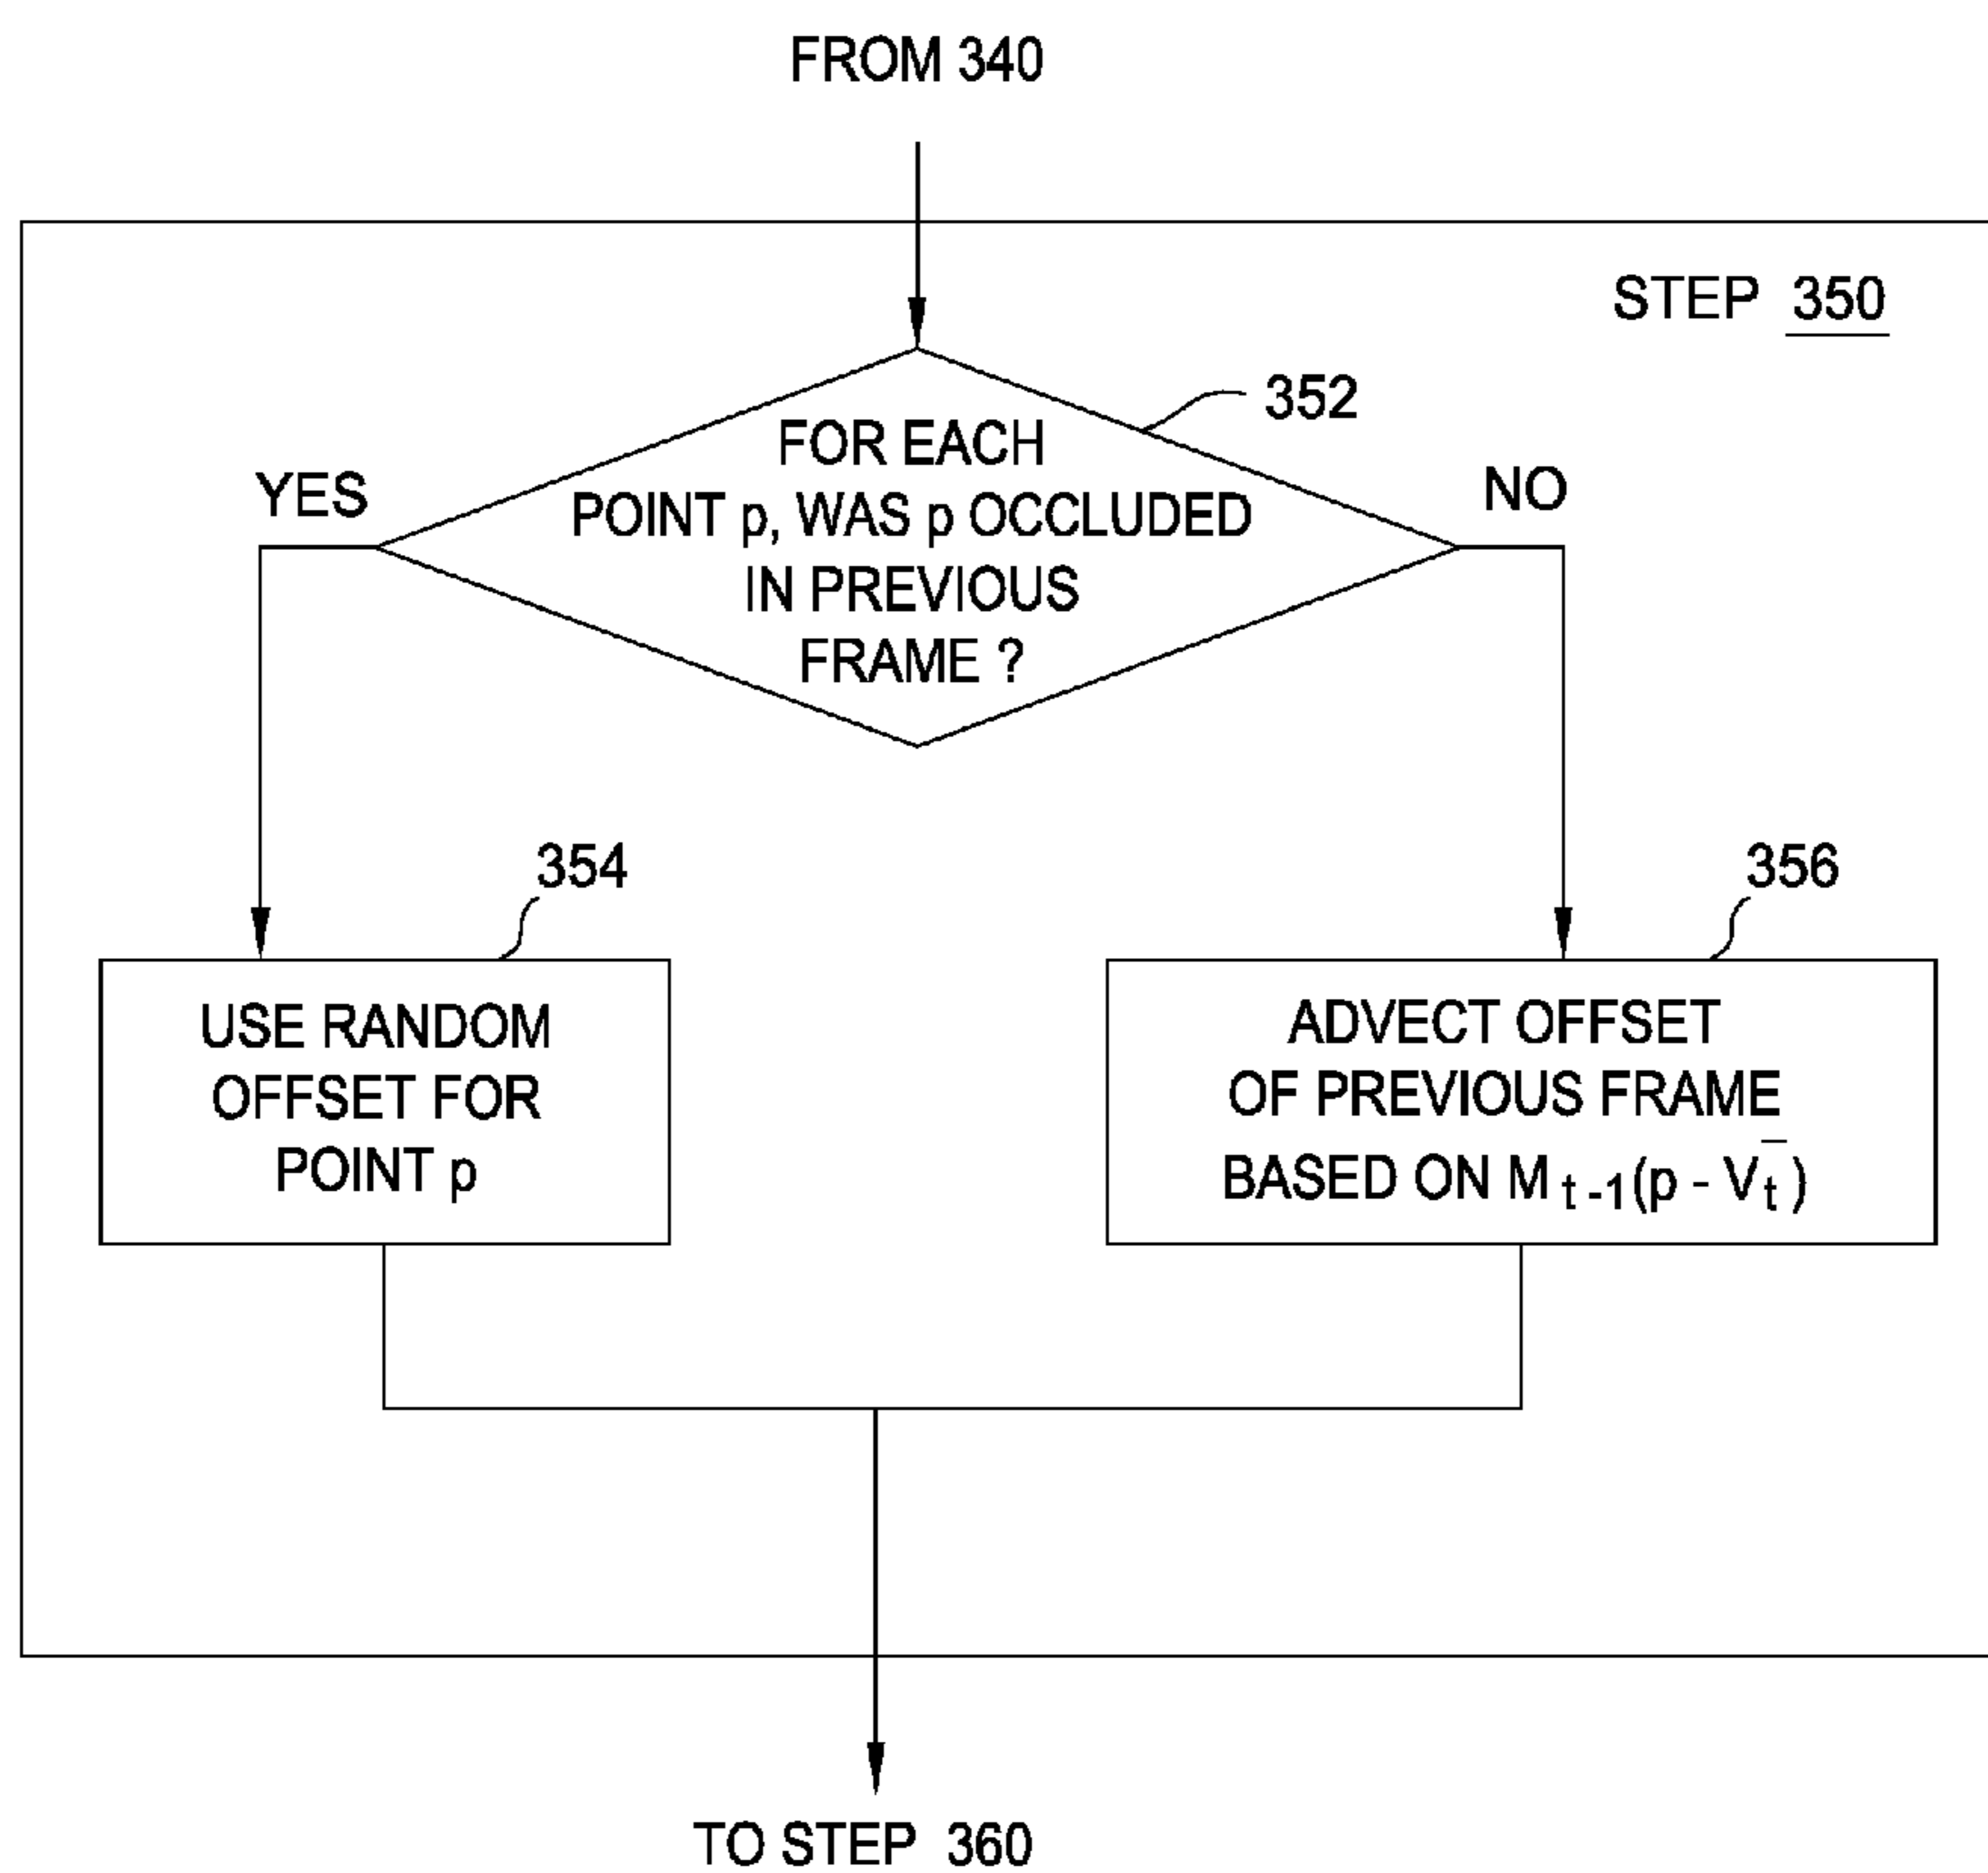 FROM 340
STEP 350
352
FOR EACH
POINT p, WAS p OCCLUDED
IN PREVIOUS
FRAME ?
YES
NO
354
356
USE RANDOM
OFFSET FOR
POINT p
ADVECT OFFSET
OF PREVIOUS FRAME
BASED ON M t -1(p - V̅t )
TO STEP 360